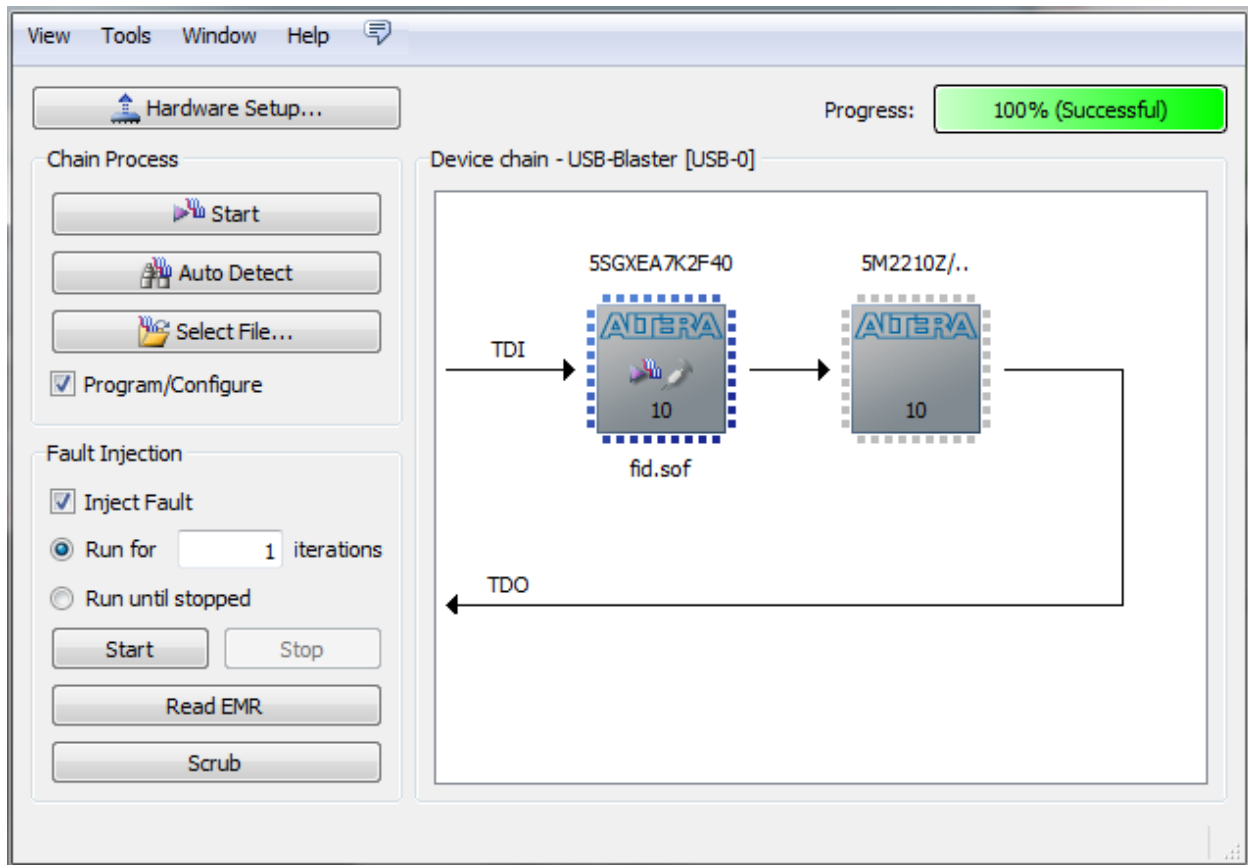 View Tools Window Help
Hardware Setup...
Progress: 100% (Successful)
Chain Process
Start
Auto Detect
Select File...
Program/Configure
Fault Injection
Inject Fault
Run for 1 iterations
Run until stopped
Start Stop
Read EMR
Scrub
Device chain - USB-Blaster [USB-0]
5SGXEA7K2F40 5M2210Z/..
ALTERA ALTERA
TDI
10 10
fid.sof
TDO